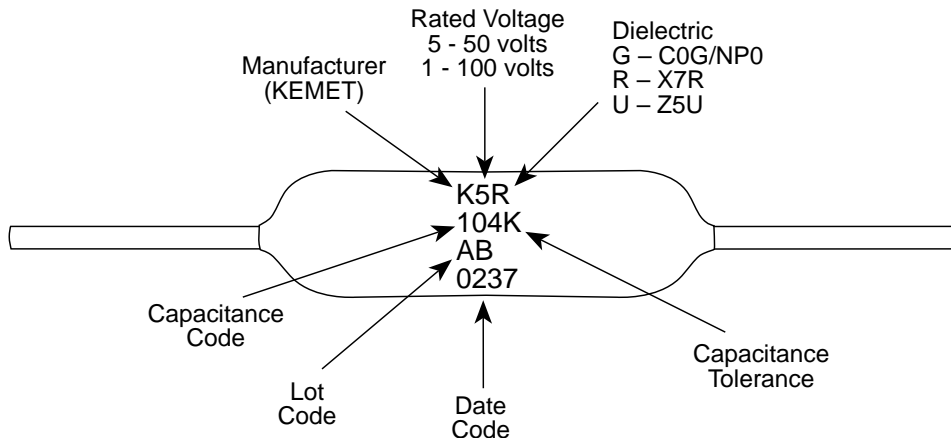 Rated Voltage
5 - 50 volts
1 - 100 volts
Dielectric
G – C0G/NP0
R – X7R
U – Z5U
Manufacturer
(KEMET)
K5R
104K
AB
0237
Capacitance
Code
Capacitance
Tolerance
Lot
Code
Date
Code